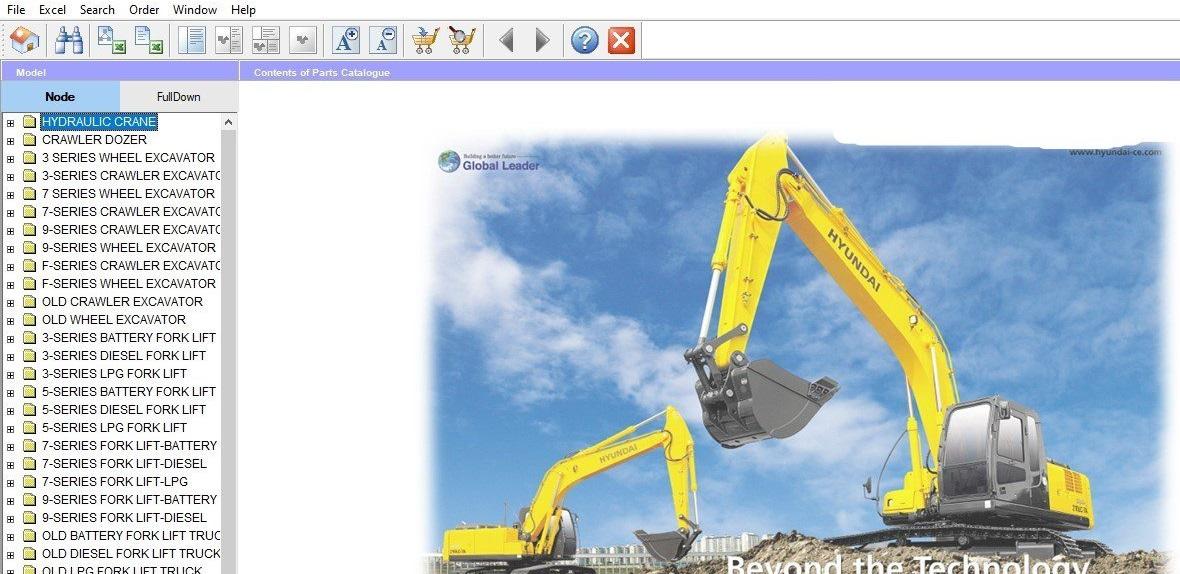 File Excel Search Order Window Help
Model
Contents of Parts Catalogue
Node FullDown
HYDRAULIC CRANE
CRAWLER DOZER
3 SERIES WHEEL EXCAVATOR
3-SERIES CRAWLER EXCAVATC
7 SERIES WHEEL EXCAVATOR
7-SERIES CRAWLER EXCAVATC
9-SERIES CRAWLER EXCAVATC
9-SERIES WHEEL EXCAVATOR
F-SERIES CRAWLER EXCAVATC
F-SERIES WHEEL EXCAVATOR
OLD CRAWLER EXCAVATOR
OLD WHEEL EXCAVATOR
3-SERIES BATTERY FORK LIFT
3-SERIES DIESEL FORK LIFT
3-SERIES LPG FORK LIFT
5-SERIES BATTERY FORK LIFT
5-SERIES DIESEL FORK LIFT
5-SERIES LPG FORK LIFT
7-SERIES FORK LIFT-BATTERY
7-SERIES FORK LIFT-DIESEL
7-SERIES FORK LIFT-LPG
9-SERIES FORK LIFT-BATTERY
9-SERIES FORK LIFT-DIESEL
OLD BATTERY FORK LIFT TRUC
OLD DIESEL FORK LIFT TRUCK
OLD LPG FORK LIFT TRUCK
Building a better future
Global Leader
www.hyundai-ce.com
HYUNDAI
HYUNDAI
Beyond the Technology